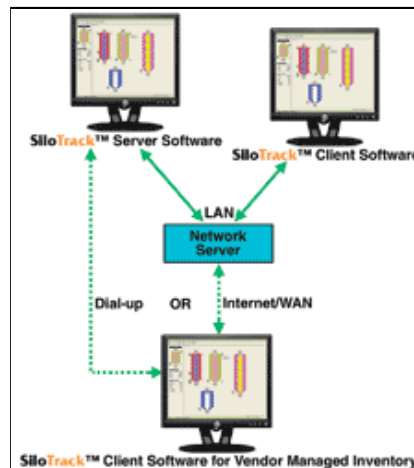 SiloTrack™ Server Software
SiloTrack™ Client Software
LAN
Network
Server
Dial-up OR Internet/WAN
SiloTrack™ Client Software for Vendor Managed Inventory